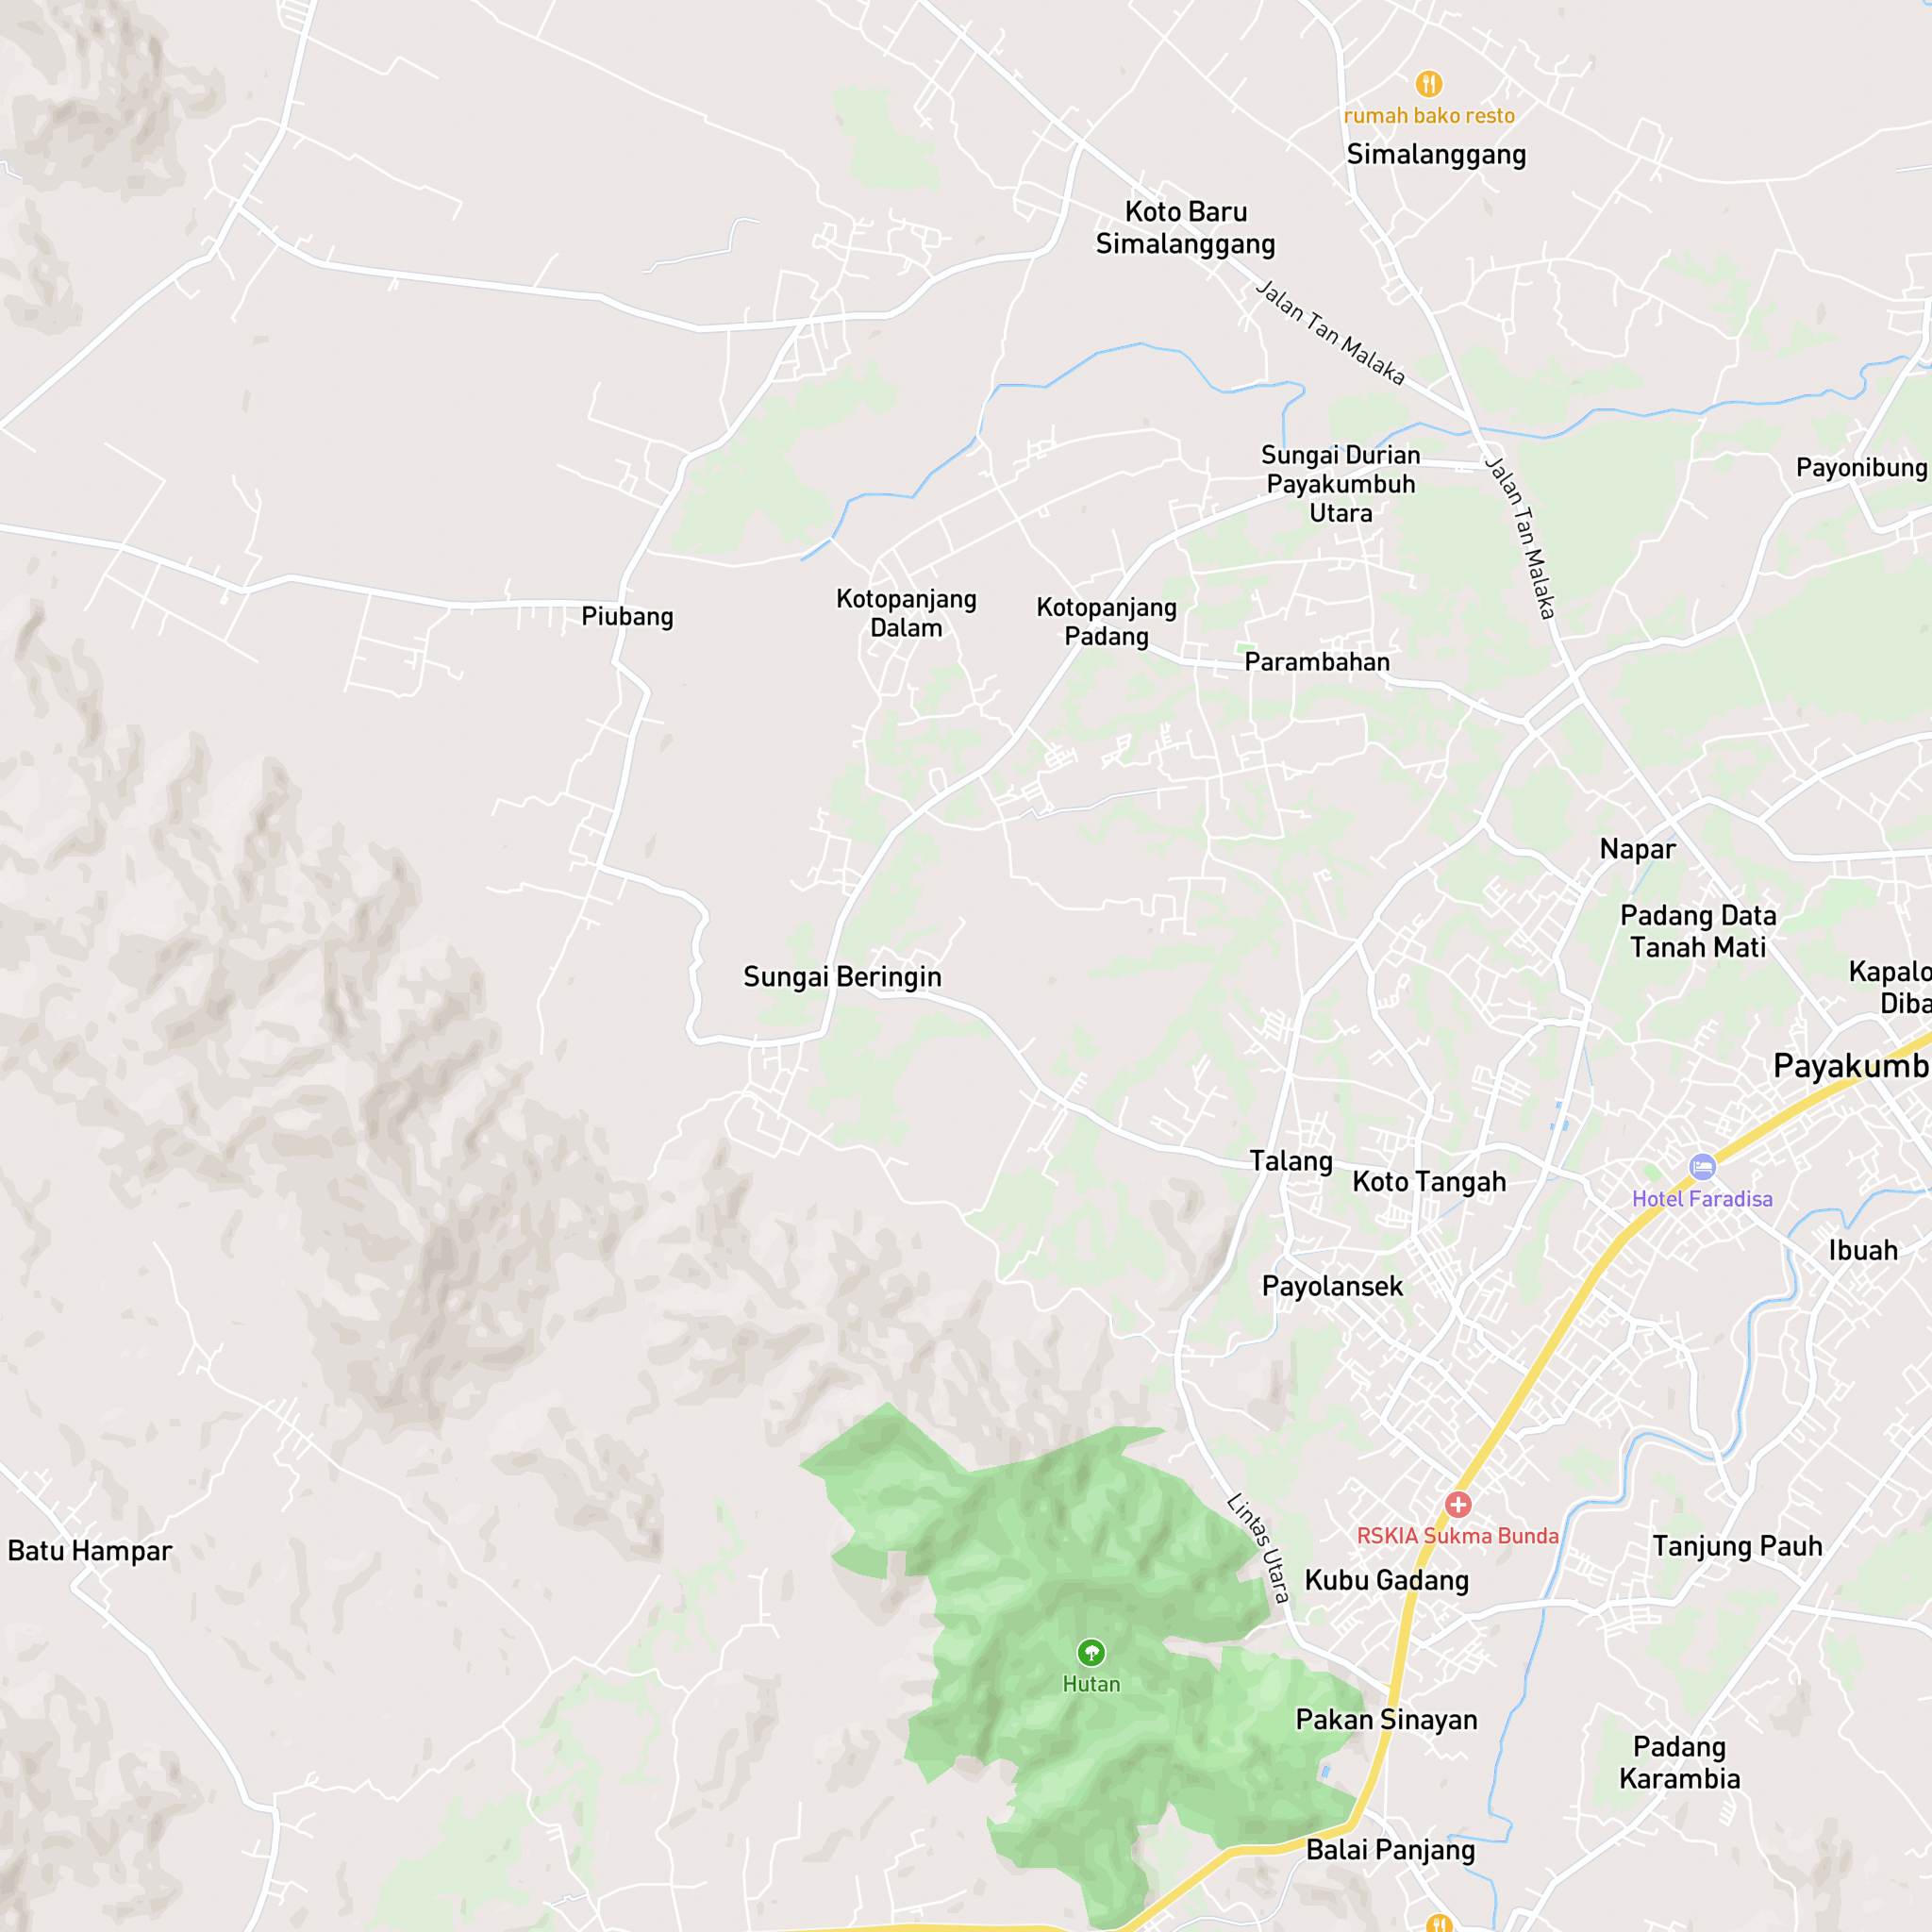 rumah bako resto
Simalanggang
Koto Baru
Simalanggang
Jalan Tan Malaka
Sungai Durian
Payakumbuh
Utara
Payonibung
Jalan Tan Malaka
Kotopanjang
Dalam
Kotopanjang
Padang
Piubang
Parambahan
Napar
Padang Data
Tanah Mati
Sungai Beringin
Kapalo
Diba
Payakumb
Talang
Koto Tangah
Hotel Faradisa
Ibuah
Payolansek
Lintas Utara
RSKIA Sukma Bunda
Batu Hampar
Tanjung Pauh
Kubu Gadang
Hutan
Pakan Sinayan
Padang
Karambia
Balai Panjang